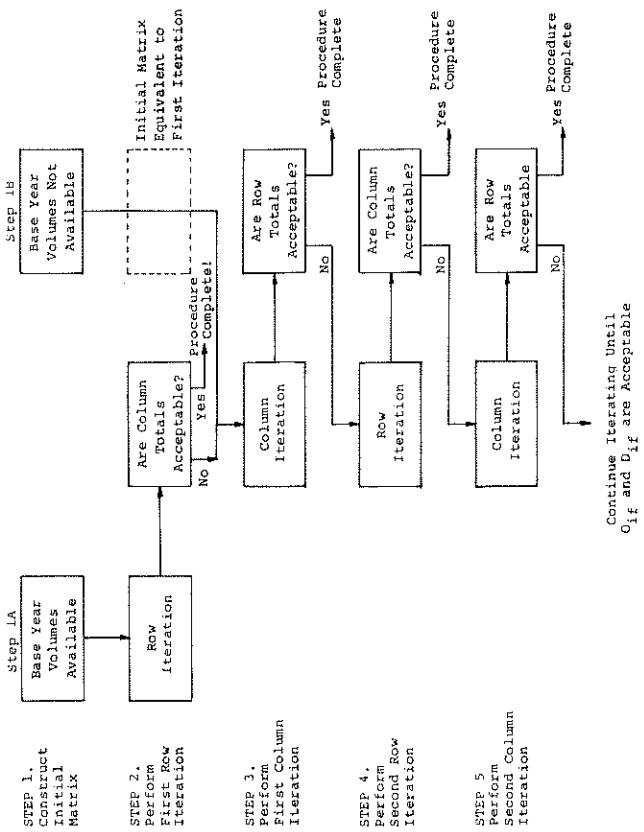 Step 1A
Step 1B
STEP 1.
Construct
Initial
Matrix
Base Year
Volumes
Available
Base Year
Volumes Not
Available
STEP 2.
Perform
First Row
Iteration
Row
Iteration
Are Column
Totals
Acceptable?
No
Yes
Procedure
Complete!
Initial Matrix
Equivalent to
First Iteration
STEP 3.
Perform
First Column
Iteration
Column
Iteration
Are Row
Totals
Acceptable?
No
Yes Procedure
Complete
STEP 4.
Perform
Second Row
Iteration
Row
Iteration
Are Column
Totals
Acceptable?
No
Yes Procedure
Complete
STEP 5
Perform
Second Column
Iteration
Column
Iteration
Are Row
Totals
Acceptable
No
Yes Procedure
Complete
Continue Iterating Until
Oif and Dif are Acceptable